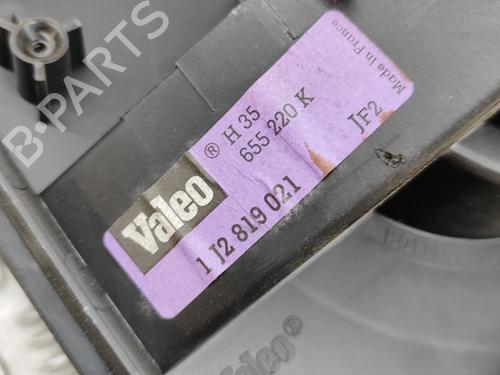 B-PARTS
Valeo
® H 35
655 220 K
JF2
Made in France
1 J2 819 021
Valeo®